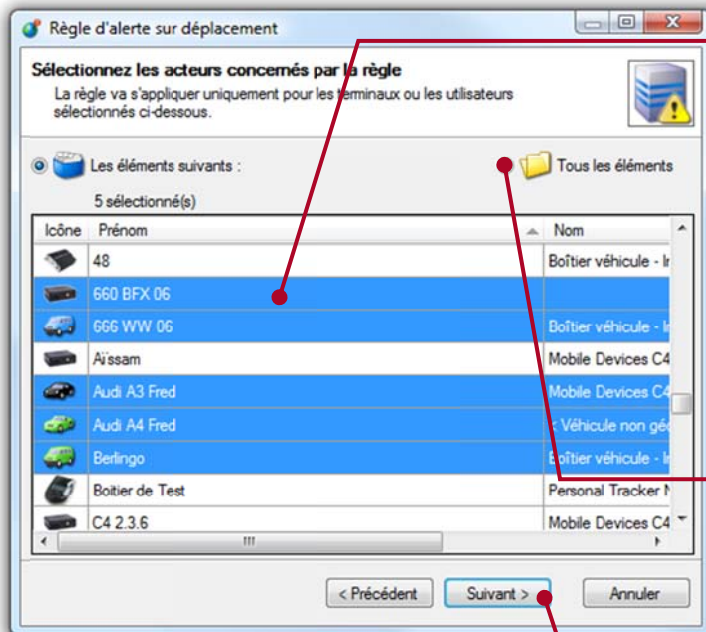 Règle d'alerte sur déplacement
Sélectionnez les acteurs concernés par la règle
La règle va s'appliquer uniquement pour les terminaux ou les utilisateurs
sélectionnés ci-dessous.
Les éléments suivants :
Tous les éléments
5 sélectionné(s)
Icône Prénom Nom
48 Boîtier véhicule - Ir
660 BFX 06
666 WW 06 Boîtier véhicule - Ir
Aïssam Mobile Devices C4
Audi A3 Fred Mobile Devices C4
Audi A4 Fred < Véhicule non géo
Berlingo Boîtier véhicule - Ir
Boitier de Test Personal Tracker N
C4 2.3.6 Mobile Devices C4
< Précédent Suivant > Annuler